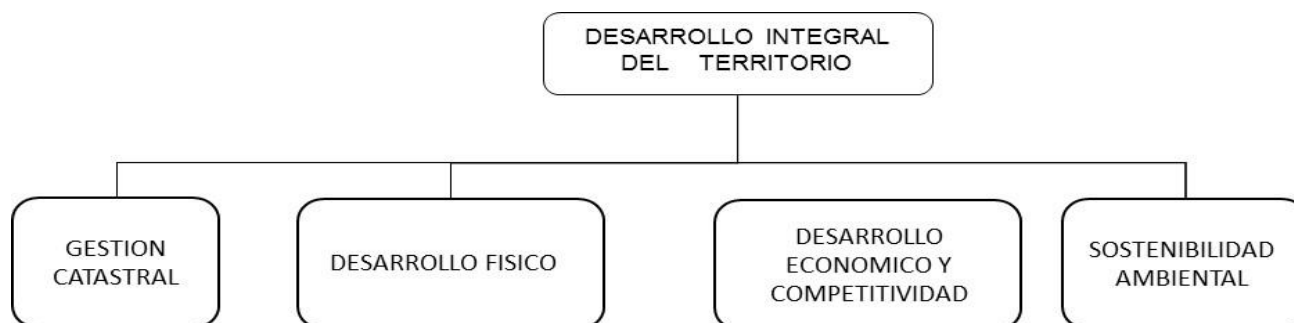 DESARROLLO INTEGRAL
DEL TERRITORIO
GESTION
CATASTRAL
DESARROLLO FISICO
DESARROLLO
ECONOMICO Y
COMPETITIVIDAD
SOSTENIBILIDAD
AMBIENTAL